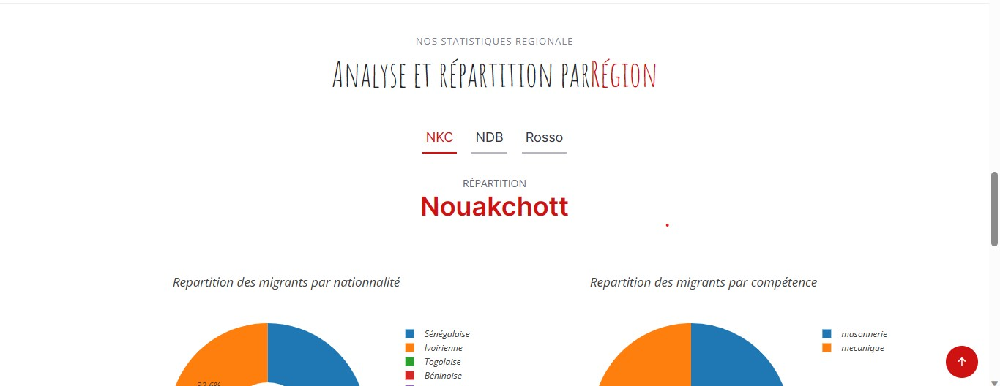 NOS STATISTIQUES REGIONALE
ANALYSE ET RÉPARTITION PARRÉGION
NKC NDB Rosso
RÉPARTITION
Nouakchott
Repartition des migrants par nationnalité
Repartition des migrants par compétence
32.6%
Sénégalaise
Ivoirienne
Togolaise
Béninoise
masonnerie
mecanique